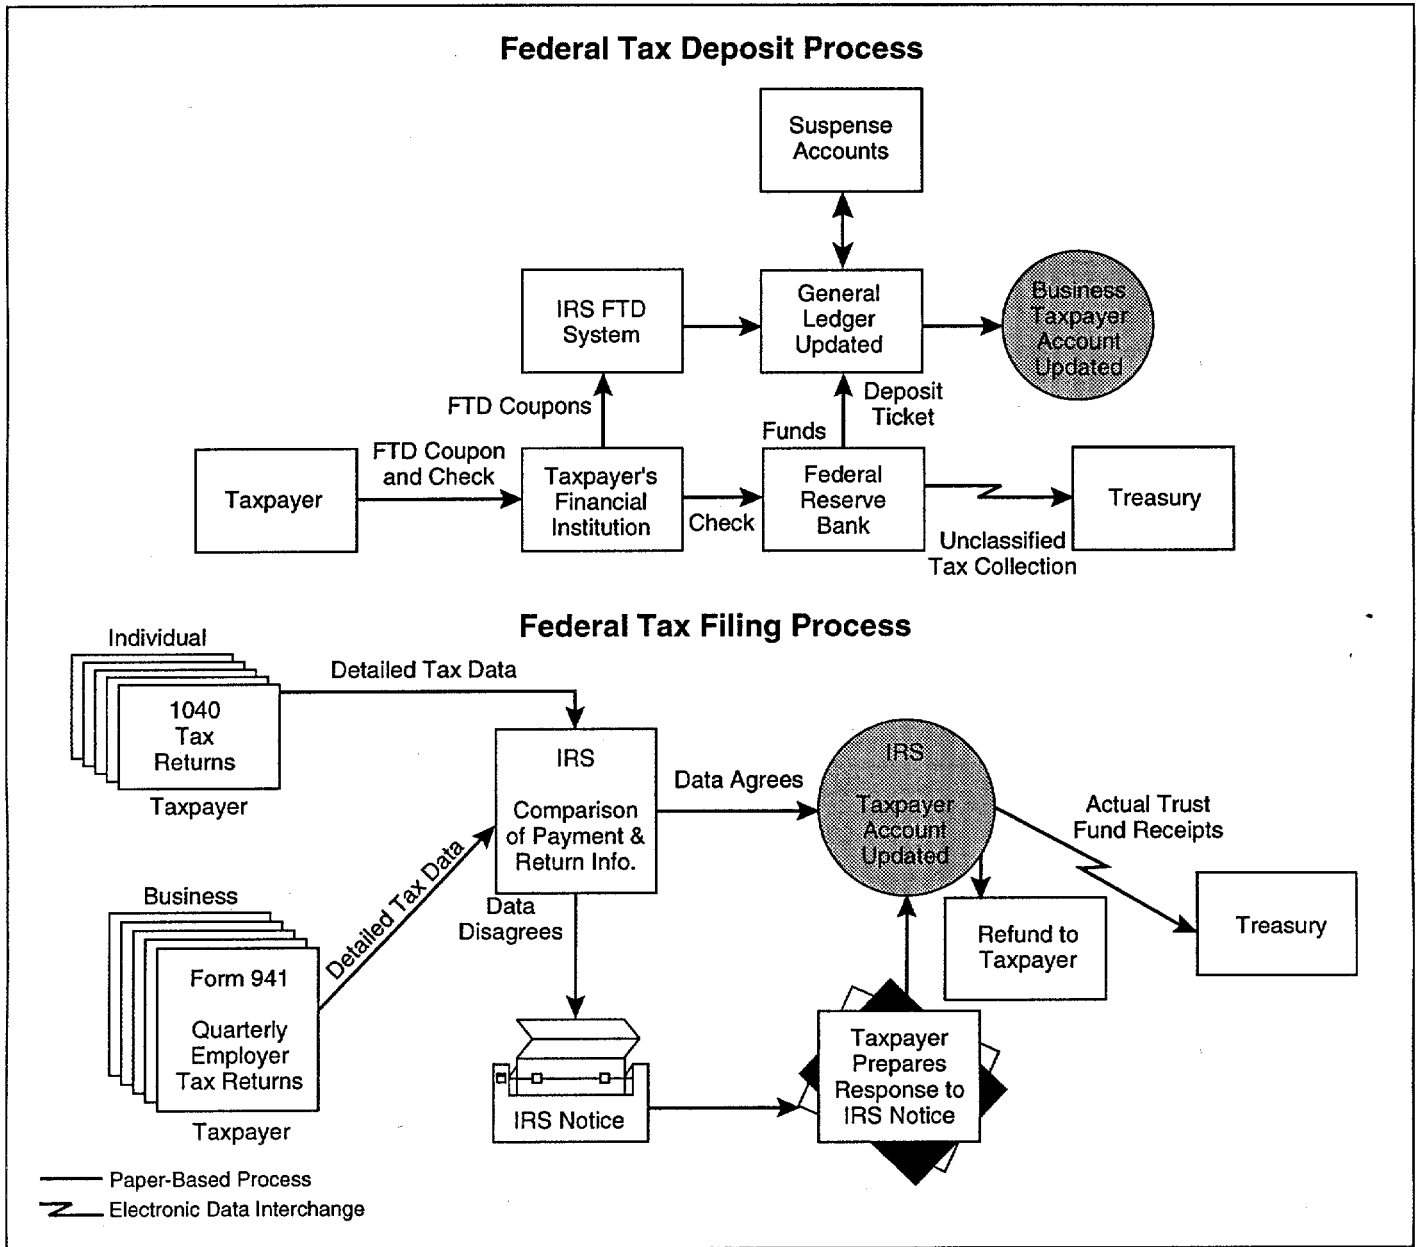 Federal Tax Deposit Process
Suspense
Accounts
IRS FTD
System
General
Ledger
Updated
Business
Taxpayer
Account
Updated
FTD Coupons
Deposit
Ticket
Funds
Taxpayer
FTD Coupon
and Check
Taxpayer's
Financial
Institution
Check
Federal
Reserve
Bank
Unclassified
Tax Collection
Treasury
Federal Tax Filing Process
Individual
1040
Tax
Returns
Taxpayer
Detailed Tax Data
IRS
Comparison
of Payment &
Return Info.
Data Agrees
IRS
Taxpayer
Account
Updated
Actual Trust
Fund Receipts
Treasury
Refund to
Taxpayer
Business
Form 941
Quarterly
Employer
Tax Returns
Taxpayer
Detailed Tax Data
Data
Disagrees
IRS Notice
Taxpayer
Prepares
Response to
IRS Notice
Paper-Based Process
Electronic Data Interchange